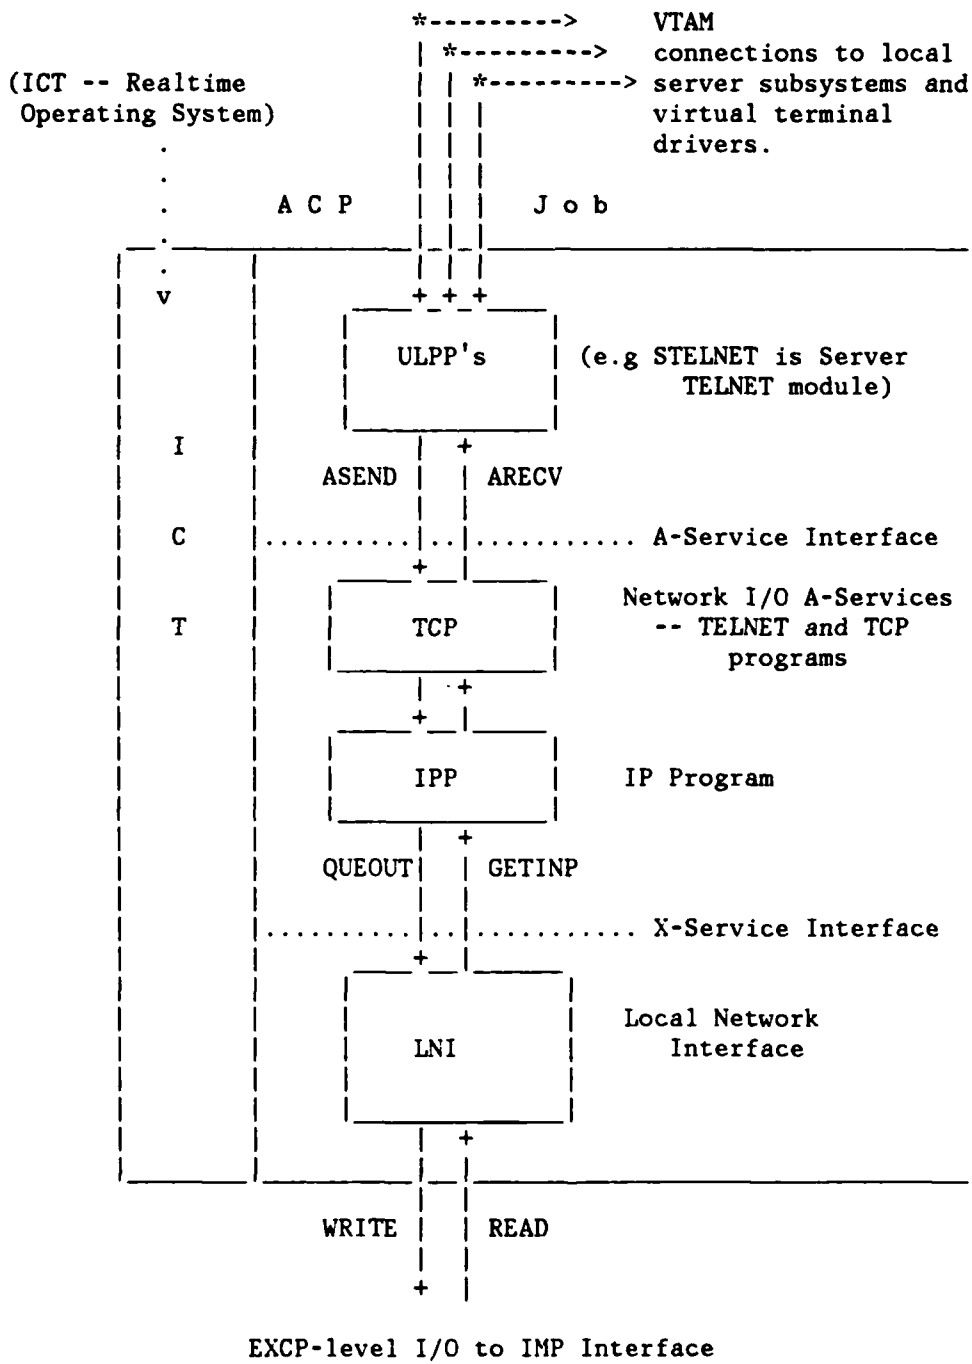 VTAM
connections to local
(ICT -- Realtime
server subsystems and
Operating System)
virtual terminal
drivers.
A C P J o b
v
ULPP's
(e.g STELNET is Server
TELNET module)
I
ASEND ARECV
C
A-Service Interface
Network I/O A-Services
T
TCP
-- TELNET and TCP
programs
IPP
IP Program
QUEOUT GETINP
X-Service Interface
Local Network
LNI
Interface
WRITE READ
EXCP-level I/O to IMP Interface